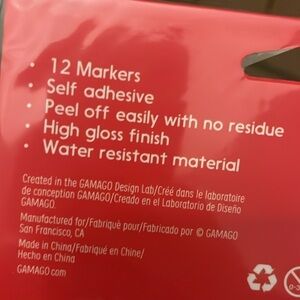 • 12 Markers
• Self adhesive
• Peel off easily with no residue
• High gloss finish
• Water resistant material
Created in the GAMAGO Design Lab/Créé dans le laboratoire
de conception GAMAGO/Creado en el Laboratorio de Diseño
GAMAGO.
Manufactured for/Fabriqué pour/Fabricado por © GAMAGO
San Francisco, CA
Made in China/Fabriqué en Chine/
Hecho en China
GAMAGO.com
0-3